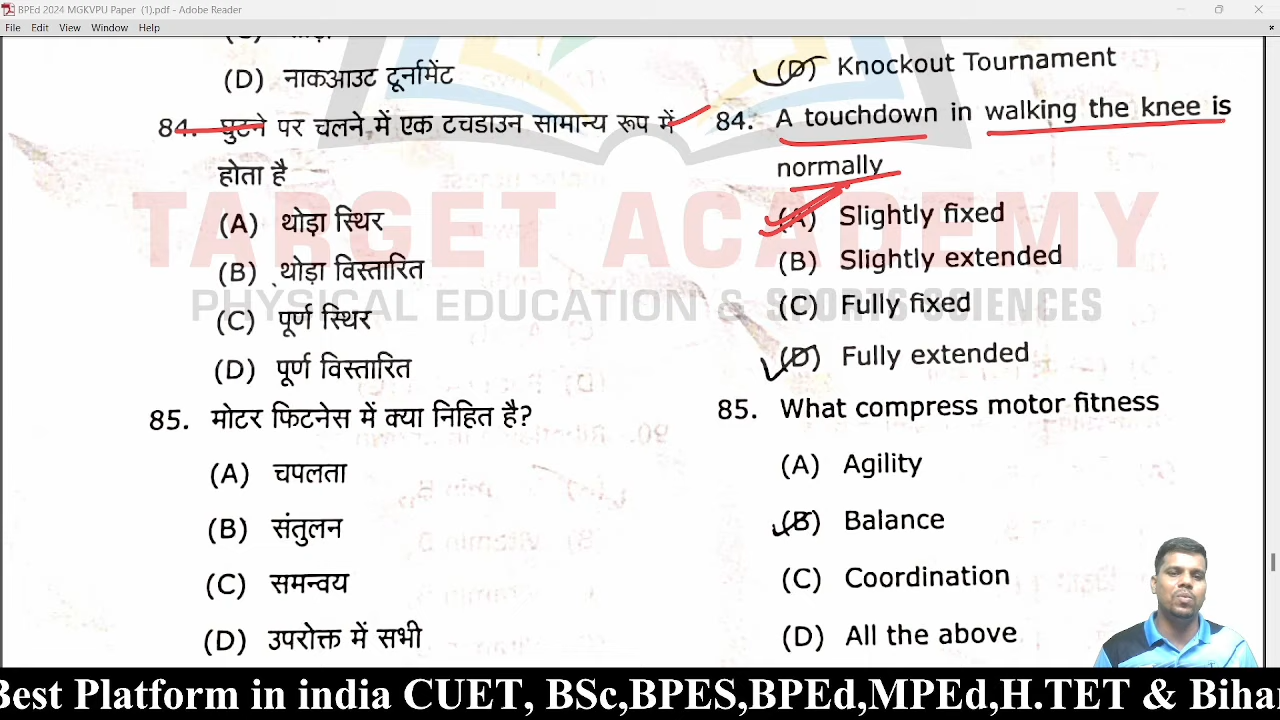 BPEd 2024 MGKVPU Paper (1).pdf - Adobe Reader
File Edit View Window Help
(D) नाकआउट टूर्नामेंट
84. घुटने पर चलने में एक टचडाउन सामान्य रूप में
होता है
(A) थोड़ा स्थिर
(B) थोड़ा विस्तारित
(C) पूर्ण स्थिर
(D) पूर्ण विस्तारित
85. मोटर फिटनेस में क्या निहित है?
(A) चपलता
(B) संतुलन
(C) समन्वय
(D) उपरोक्त में सभी
(D) Knockout Tournament
84. A touchdown in walking the knee is
normally
(A) Slightly fixed
(B) Slightly extended
(C) Fully fixed
(D) Fully extended
85. What compress motor fitness
(A) Agility
(B) Balance
(C) Coordination
(D) All the above
TARGET ACADEMY
PHYSICAL EDUCATION & SPORTS SCIENCES
Best Platform in india CUET, BSc,BPES,BPEd,MPEd,H.TET & Biha